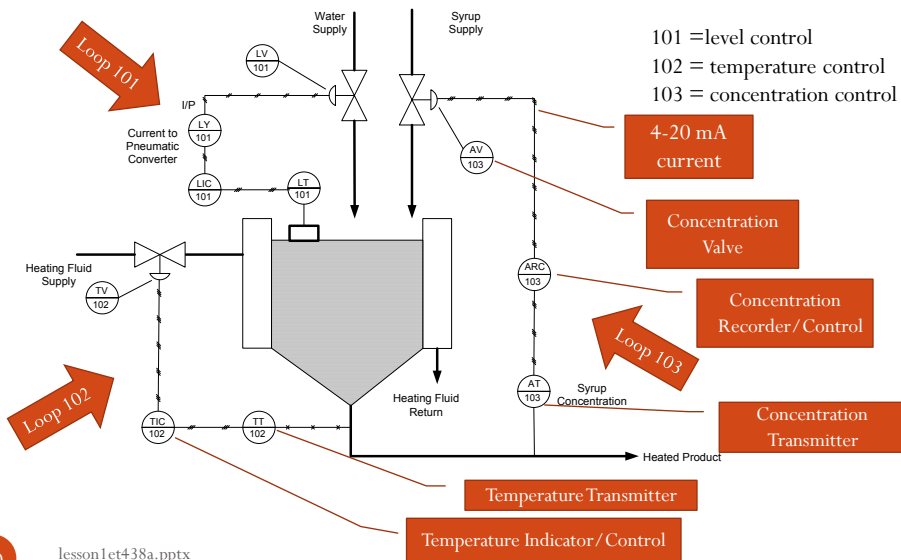 Water
Supply
Syrup
Supply
101 =level control
102 = temperature control
103 = concentration control
Loop 101
LV
101
I/P
LY
101
Current to
Pneumatic
Converter
LIC
101
LT
101
AV
103
4-20 mA
current
Concentration
Valve
Heating Fluid
Supply
TV
102
ARC
103
Concentration
Recorder/Control
Loop 103
Loop 102
Heating Fluid
Return
AT
103
Syrup
Concentration
Concentration
Transmitter
TIC
102
TT
102
Heated Product
Temperature Transmitter
Temperature Indicator/Control
lesson1et438a.pptx